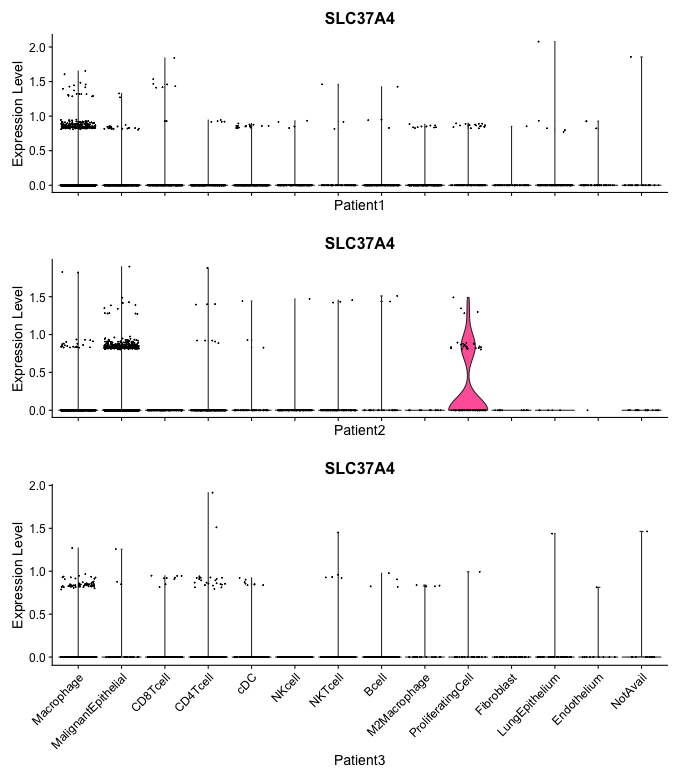 SLC37A4
Expression Level
2.0
1.5
1.0
0.5
0.0
Patient1
SLC37A4
Expression Level
1.5
1.0
0.5
0.0
Patient2
SLC37A4
Expression Level
2.0
1.5
1.0
0.5
0.0
Macrophage
MalignantEpithelial
CD8Tcell
CD4Tcell
cDC
NKcell
NKTcell
Bcell
M2Macrophage
ProliferatingCell
Fibroblast
LungEpithelium
Endothelium
NotAvail
Patient3